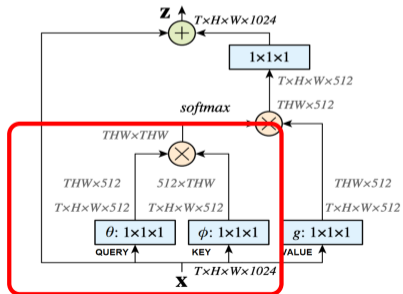 z
T×H×W×1024
+
1×1×1
T×H×W×512
softmax
THW×512
THW×THW
×
×
THW×512
512×THW
THW×512
T×H×W×512
T×H×W×512
T×H×W×512
θ: 1×1×1
ϕ: 1×1×1
g: 1×1×1
QUERY
KEY
VALUE
T×H×W×1024
x